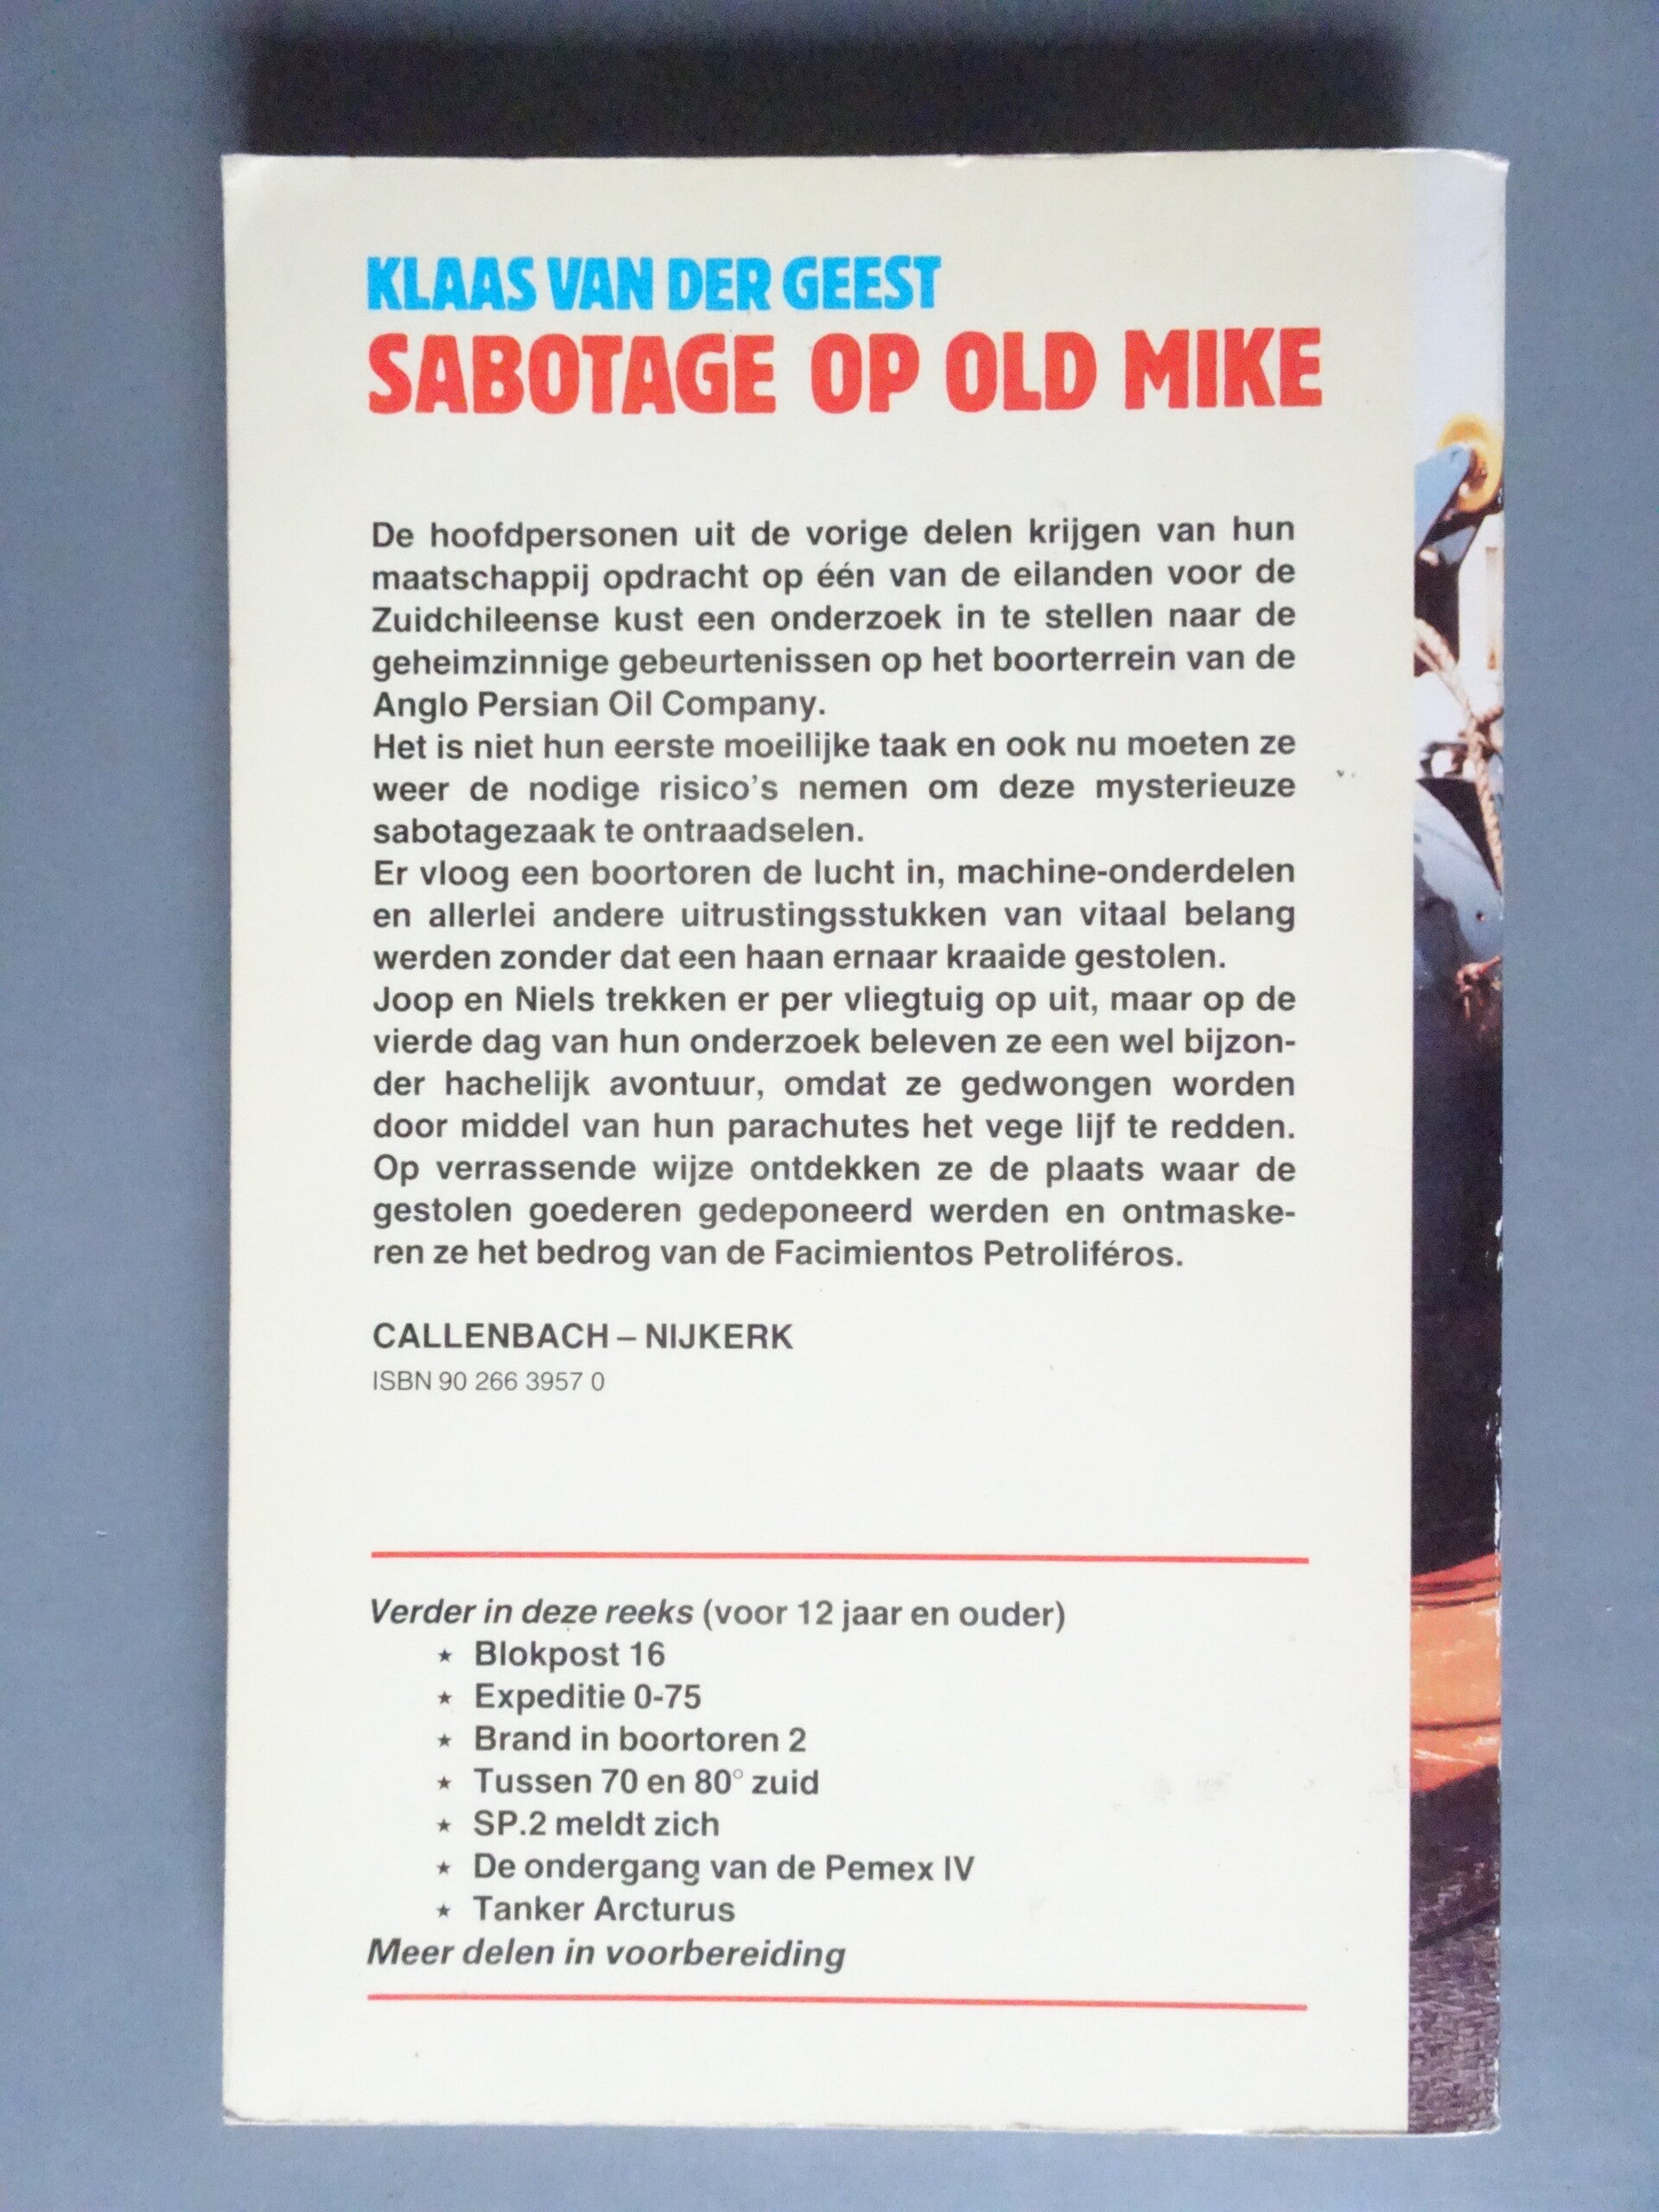 KLAAS VAN DER GEEST
SABOTAGE OP OLD MIKE
De hoofdpersonen uit de vorige delen krijgen van hun
maatschappij opdracht op één van de eilanden voor de
Zuidchileense kust een onderzoek in te stellen naar de
geheimzinnige gebeurtenissen op het boorterrein van de
Anglo Persian Oil Company.
Het is niet hun eerste moeilijke taak en ook nu moeten ze
weer de nodige risico's nemen om deze mysterieuze
sabotagezaak te ontraadselen.
Er vloog een boortoren de lucht in, machine-onderdelen
en allerlei andere uitrustingsstukken van vitaal belang
werden zonder dat een haan ernaar kraaide gestolen.
Joop en Niels trekken er per vliegtuig op uit, maar op de
vierde dag van hun onderzoek beleven ze een wel bijzon-
der hachelijk avontuur, omdat ze gedwongen worden
door middel van hun parachutes het vege lijf te redden.
Op verrassende wijze ontdekken ze de plaats waar de
gestolen goederen gedeponeerd werden en ontmaske-
ren ze het bedrog van de Facimientos Petroliféros.
CALLENBACH – NIJKERK
ISBN 90 266 3957 0
Verder in deze reeks (voor 12 jaar en ouder)
★ Blokpost 16
★ Expeditie 0-75
★ Brand in boortoren 2
★ Tussen 70 en 80° zuid
★ SP.2 meldt zich
★ De ondergang van de Pemex IV
★ Tanker Arcturus
Meer delen in voorbereiding